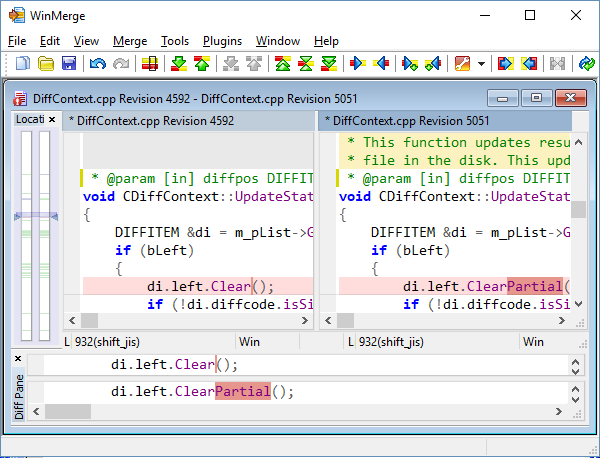 WinMerge
File Edit View Merge Tools Plugins Window Help
DiffContext.cpp Revision 4592 - DiffContext.cpp Revision 5051
Locati
* DiffContext.cpp Revision 4592
* @param [in] diffpos DIFFIT
void CDiffContext::UpdateStat
{
DIFFITEM &di = m_pList->G
if (bLeft)
{
di.left.Clear();
if (!di.diffcode.isSi
* DiffContext.cpp Revision 5051
* This function updates resu
* file in the disk. This upd
* @param [in] diffpos DIFFIT
void CDiffContext::UpdateStat
{
DIFFITEM &di = m_pList->G
if (bLeft)
{
di.left.ClearPartial(
if (!di.diffcode.isSi
L 932(shift_jis) Win
L 932(shift_jis) Win
Diff Pane
di.left.Clear();
di.left.ClearPartial();